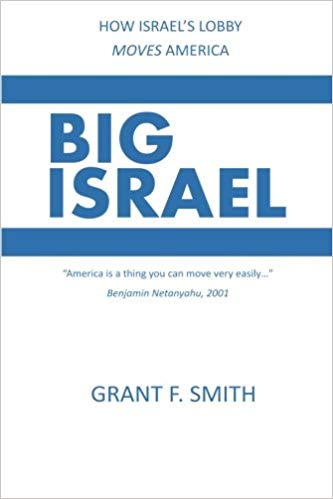 HOW ISRAEL'S LOBBY
MOVES AMERICA
BIG
ISRAEL
“America is a thing you can move very easily...”
Benjamin Netanyahu, 2001
GRANT F. SMITH